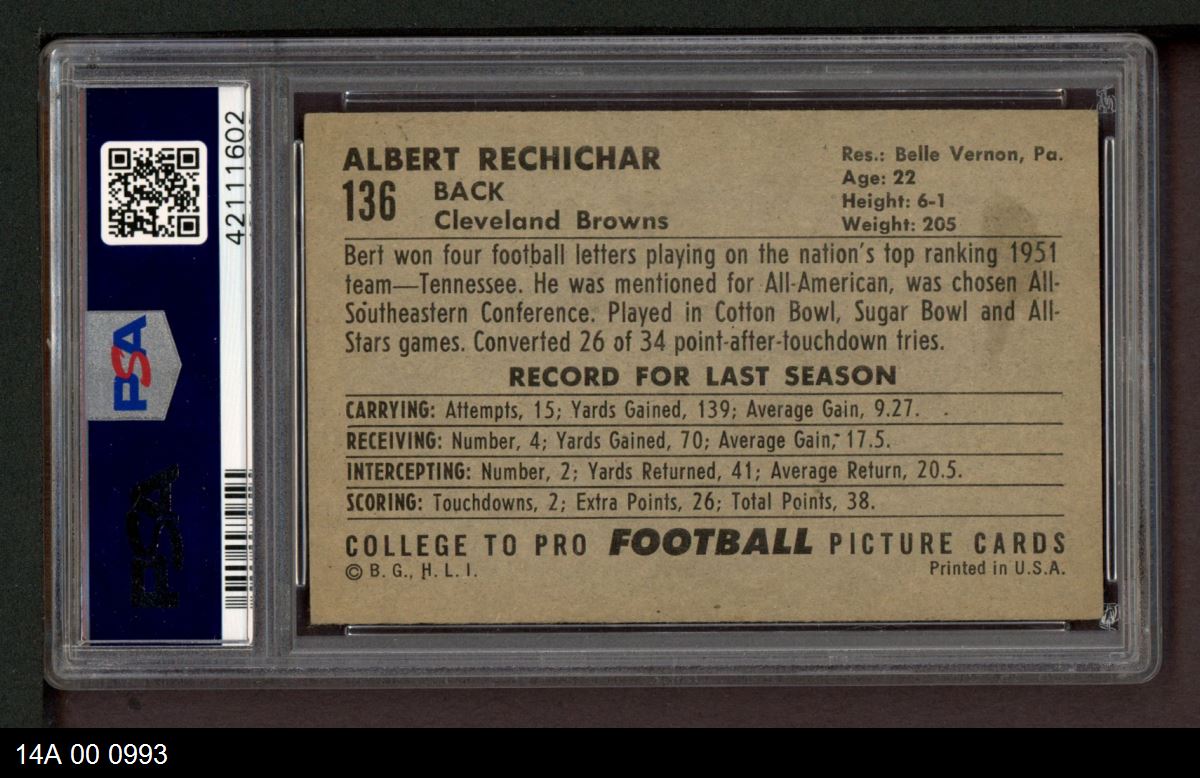 42111602
PSA
PSA
ALBERT RECHICHAR
136
BACK
Cleveland Browns
Res.: Belle Vernon, Pa.
Age: 22
Height: 6-1
Weight: 205
Bert won four football letters playing on the nation's top ranking 1951
team—Tennessee. He was mentioned for All-American, was chosen All-
Southeastern Conference. Played in Cotton Bowl, Sugar Bowl and All-
Stars games. Converted 26 of 34 point-after-touchdown tries.
RECORD FOR LAST SEASON
CARRYING: Attempts, 15; Yards Gained, 139; Average Gain, 9.27.
RECEIVING: Number, 4; Yards Gained, 70; Average Gain, 17.5.
INTERCEPTING: Number, 2; Yards Returned, 41; Average Return, 20.5.
SCORING: Touchdowns, 2; Extra Points, 26; Total Points, 38.
COLLEGE TO PRO FOOTBALL PICTURE CARDS
© B. G., H. L. I.
Printed in U.S.A.
14A 00 0993